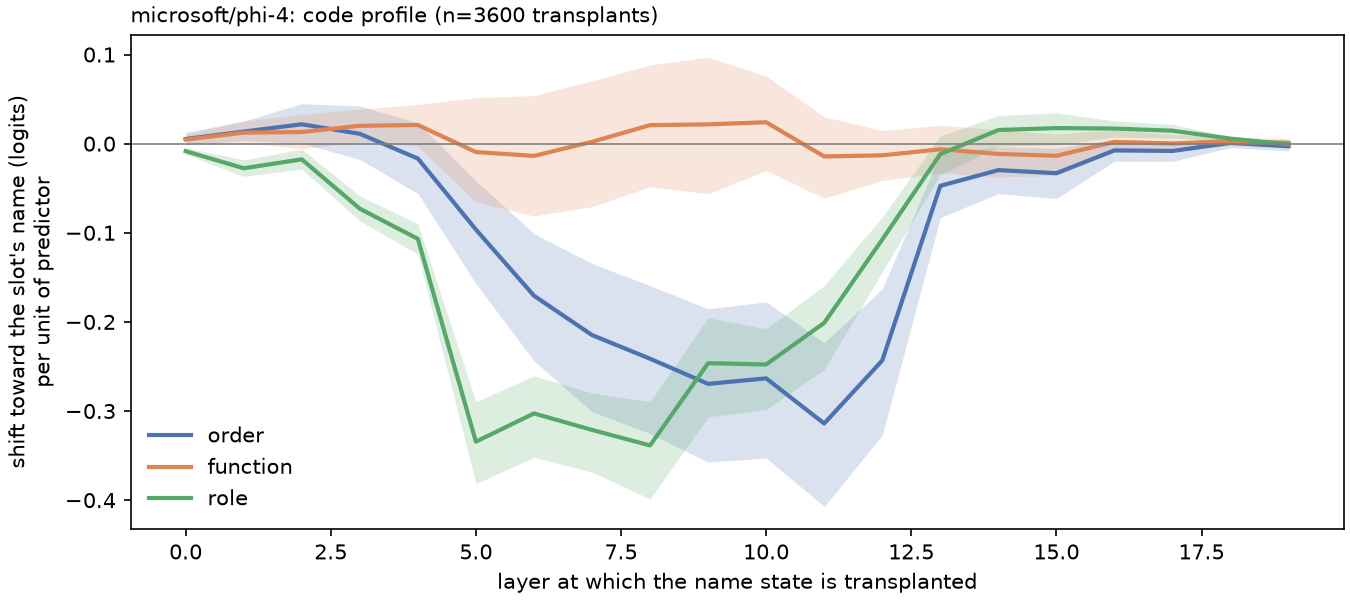 microsoft/phi-4: code profile (n=3600 transplants)
shift toward the slot's name (logits)
per unit of predictor
0.1
0.0
−0.1
−0.2
−0.3
−0.4
order
function
role
0.0
2.5
5.0
7.5
10.0
12.5
15.0
17.5
layer at which the name state is transplanted